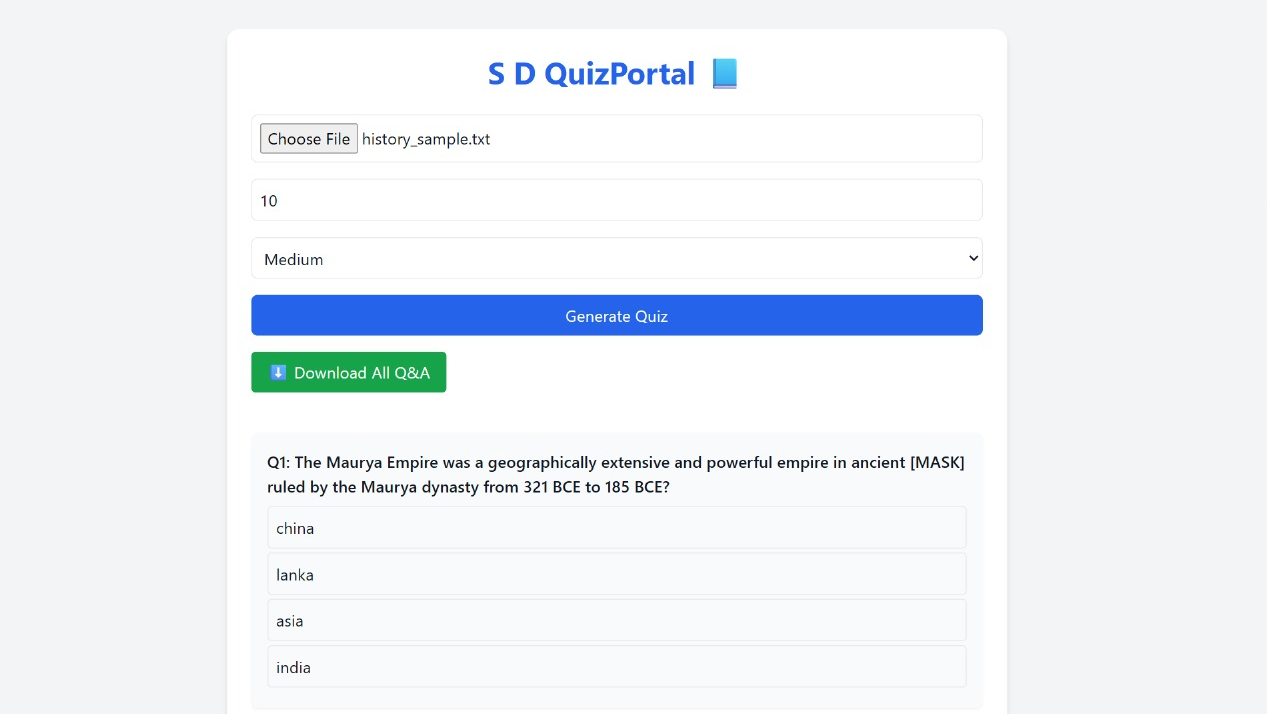 S D QuizPortal
Choose File history_sample.txt
10
Medium
Generate Quiz
Download All Q&A
Q1: The Maurya Empire was a geographically extensive and powerful empire in ancient [MASK]
ruled by the Maurya dynasty from 321 BCE to 185 BCE?
china
lanka
asia
india